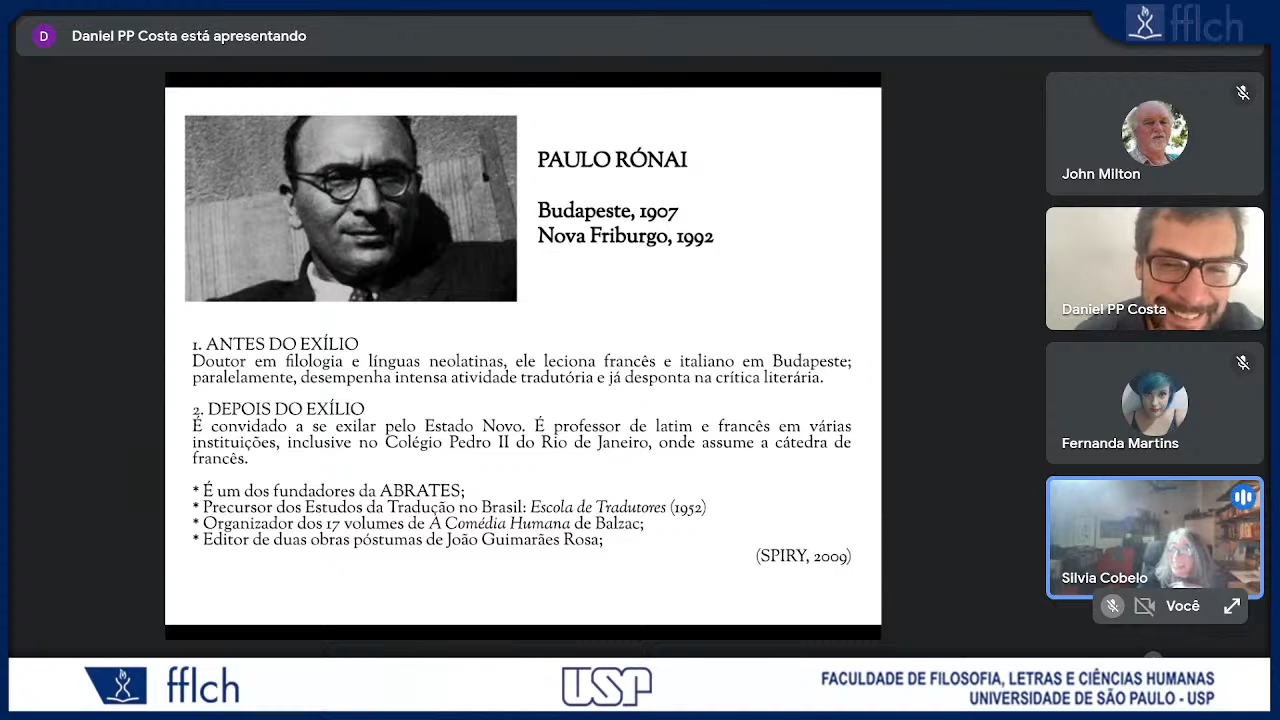 D Daniel PP Costa está apresentando
fflch
PAULO RÓNAI
Budapeste, 1907
Nova Friburgo, 1992
1. ANTES DO EXÍLIO
Doutor em filologia e línguas neolatinas, ele leciona francês e italiano em Budapeste;
paralelamente, desempenha intensa atividade tradutória e já desponta na crítica literária.
2. DEPOIS DO EXÍLIO
É convidado a se exilar pelo Estado Novo. É professor de latim e francês em várias
instituições, inclusive no Colégio Pedro II do Rio de Janeiro, onde assume a cátedra de
francês.
* É um dos fundadores da ABRATES;
* Precursor dos Estudos da Tradução no Brasil: Escola de Tradutores (1952)
* Organizador dos 17 volumes de A Comédia Humana de Balzac;
* Editor de duas obras póstumas de João Guimarães Rosa;
(SPIRY, 2009)
John Milton
Daniel PP Costa
Fernanda Martins
Silvia Cobelo
Você
fflch
USP
FACULDADE DE FILOSOFIA, LETRAS E CIÊNCIAS HUMANAS
UNIVERSIDADE DE SÃO PAULO - USP